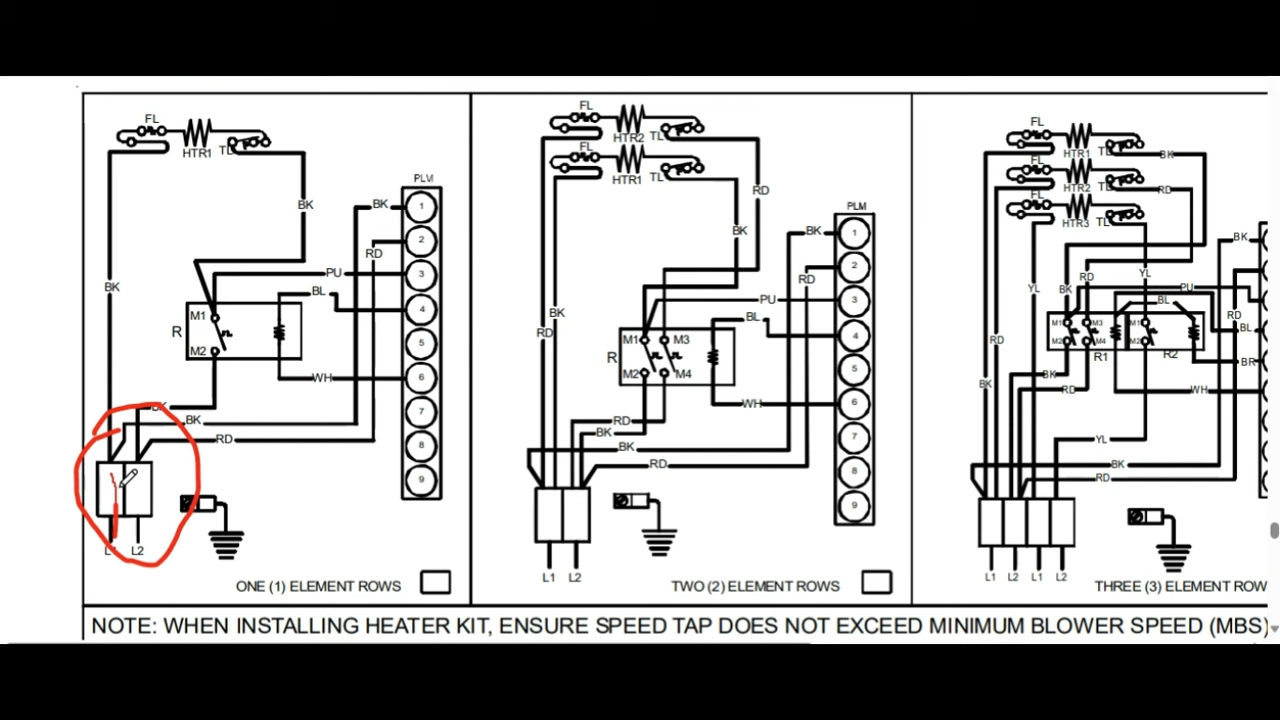 FL
HTR1
TL
BK
BK
PLM
BK
1
RD
2
PU
3
BL
4
M1
R
M2
5
WH
6
BK
7
BK
RD
8
9
L1
L2
ONE (1) ELEMENT ROWS
FL
HTR2
TL
FL
HTR1
TL
RD
BK
RD
BK
PLM
BK
1
RD
2
PU
3
BL
4
M1
M3
R
M2
M4
5
WH
6
RD
BK
7
BK
RD
8
9
L1
L2
TWO (2) ELEMENT ROWS
FL
HTR1
TL
BK
FL
HTR2
TL
RD
FL
HTR3
TL
BK
YL
RD
YL
BK
PU
BL
RD
BL
M1
M3
M1
M2
M4
M2
R1
R2
RD
BK
BK
RD
BR
WH
YL
BK
RD
L1
L2
L1
L2
THREE (3) ELEMENT ROW
NOTE: WHEN INSTALLING HEATER KIT, ENSURE SPEED TAP DOES NOT EXCEED MINIMUM BLOWER SPEED (MBS)